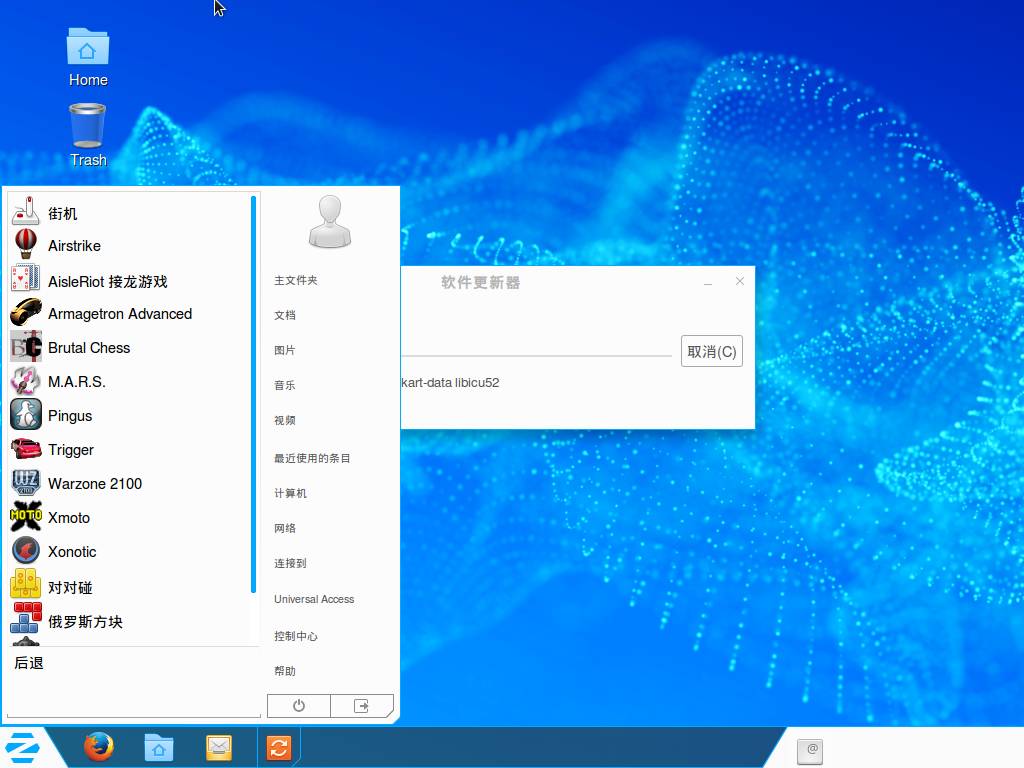 Home
Trash
街机
Airstrike
AisleRiot 接龙游戏
Armagetron Advanced
Brutal Chess
M.A.R.S.
Pingus
Trigger
Warzone 2100
Xmoto
Xonotic
对对碰
俄罗斯方块
后退
主文件夹
文档
图片
音乐
视频
最近使用的条目
计算机
网络
连接到
Universal Access
控制中心
帮助
软件更新器
取消(C)
kart-data libicu52